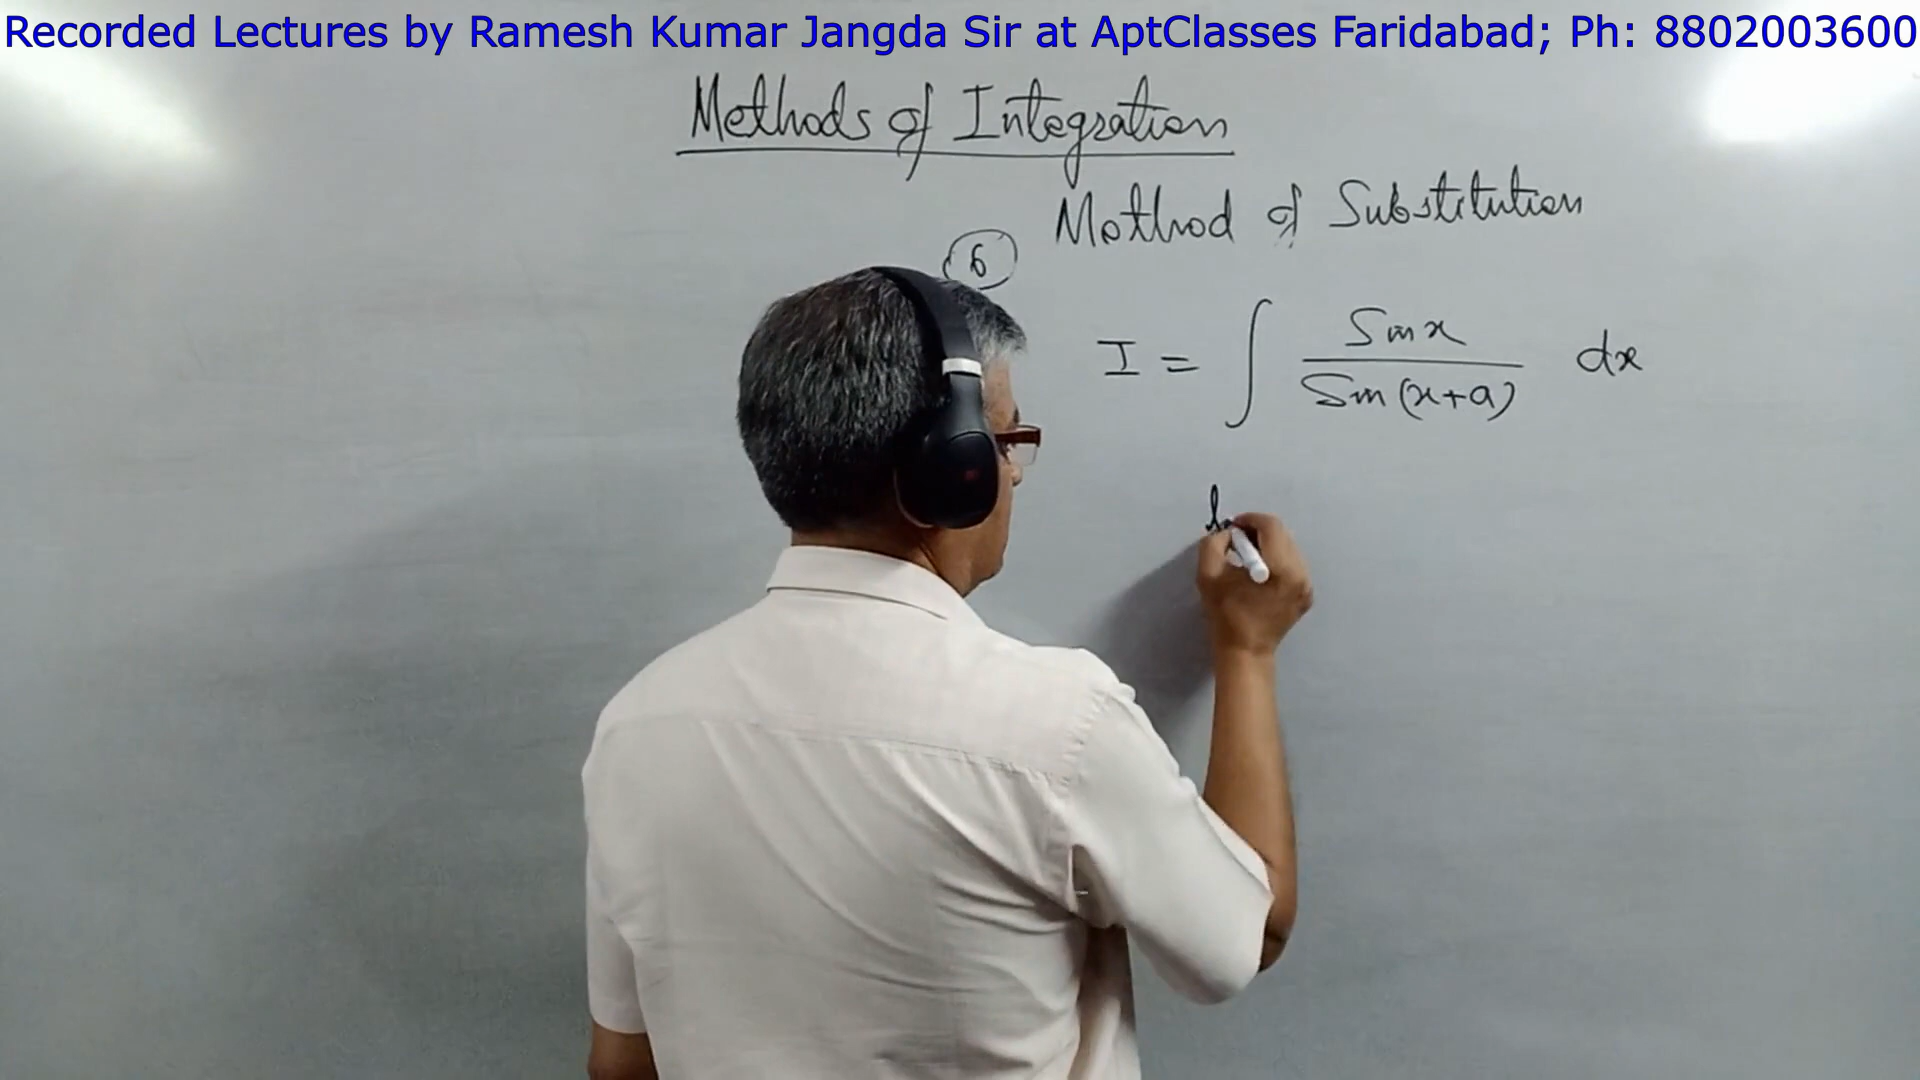 Recorded Lectures by Ramesh Kumar Jangda Sir at AptClasses Faridabad; Ph: 8802003600
Methods of Integration
Method of Substitution
6
I = ∫ Sin x / Sin (x+a) dx